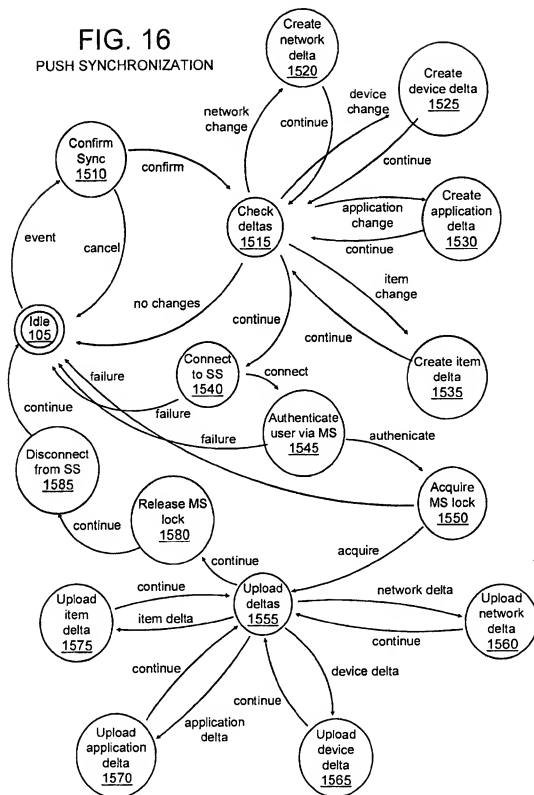 FIG. 16
PUSH SYNCHRONIZATION
Create
network
delta
1520
Create
device delta
1525
device
change
network
change
continue
continue
Confirm
Sync
1510
confirm
Check
deltas
1515
application
change
continue
Create
application
delta
1530
event
cancel
item
change
no changes
continue
continue
Idle
105
Create item
delta
1535
Connect
to SS
1540
connect
failure
failure
failure
Authenticate
user via MS
1545
authenicate
continue
Disconnect
from SS
1585
Release MS
lock
1580
continue
Acquire
MS lock
1550
acquire
continue
Upload
deltas
1555
continue
item delta
Upload
item
delta
1575
network delta
continue
Upload
network
delta
1560
continue
application
delta
continue
device delta
Upload
application
delta
1570
Upload
device
delta
1565